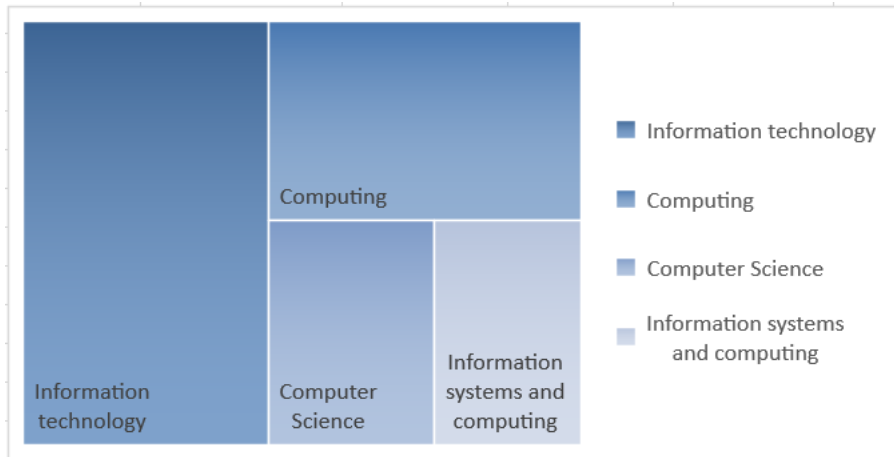 Computing
Information
technology
Computer
Science
Information
systems and
computing
Information technology
Computing
Computer Science
Information systems
and computing